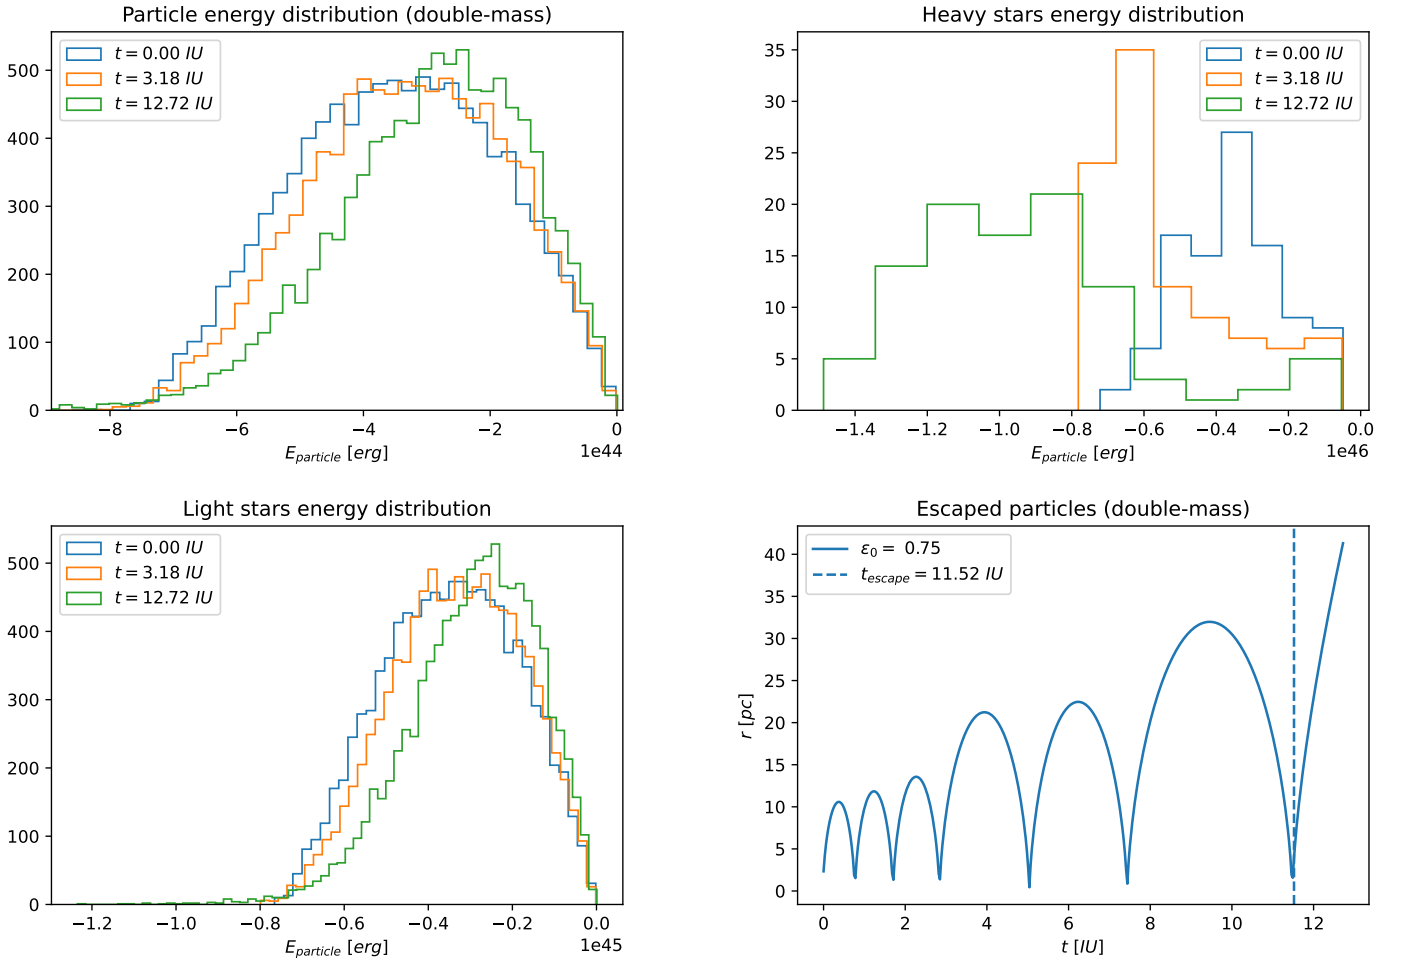 Particle energy distribution (double-mass)
t = 0.00 IU
t = 3.18 IU
t = 12.72 IU
500
400
300
200
100
0
−8 −6 −4 −2 0
E_particle [erg]
1e44
Heavy stars energy distribution
t = 0.00 IU
t = 3.18 IU
t = 12.72 IU
35
30
25
20
15
10
5
0
−1.4 −1.2 −1.0 −0.8 −0.6 −0.4 −0.2 0.0
E_particle [erg]
1e46
Light stars energy distribution
t = 0.00 IU
t = 3.18 IU
t = 12.72 IU
500
400
300
200
100
0
−1.2 −1.0 −0.8 −0.6 −0.4 −0.2 0.0
E_particle [erg]
1e45
Escaped particles (double-mass)
ε_0 = 0.75
t_escape = 11.52 IU
40
35
30
25
20
15
10
5
0
r [pc]
0 2 4 6 8 10 12
t [IU]